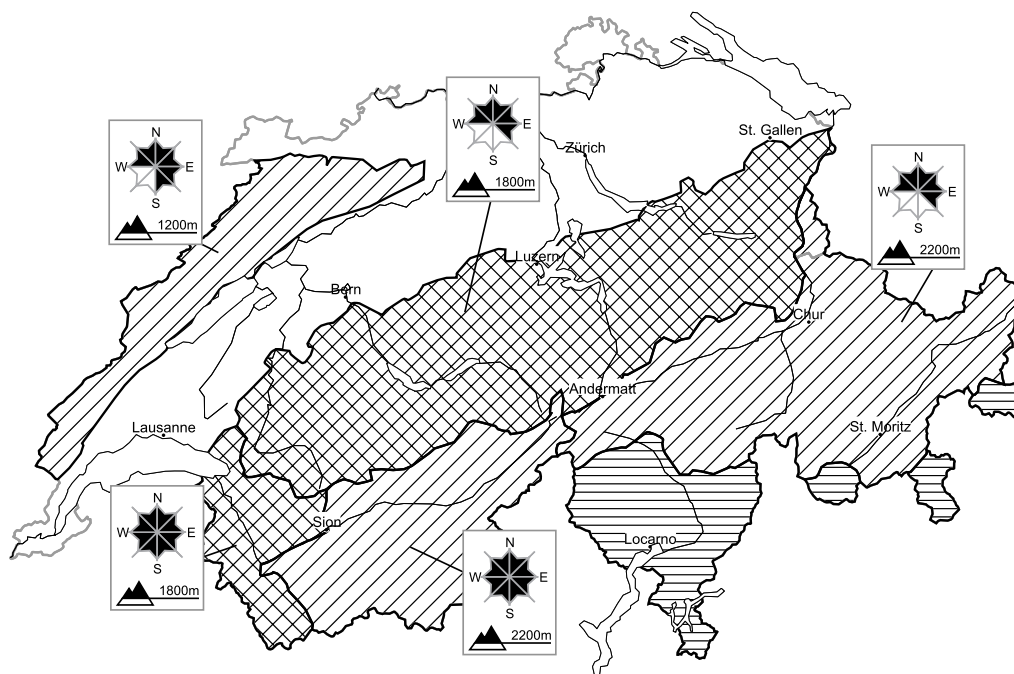 N
W E
S
1800m
N
W E
S
1200m
St. Gallen
Zürich
N
W E
S
2200m
Luzern
Bern
Chur
Andermatt
Lausanne
St. Moritz
N
W E
S
1800m
Sion
Locarno
N
W E
S
2200m